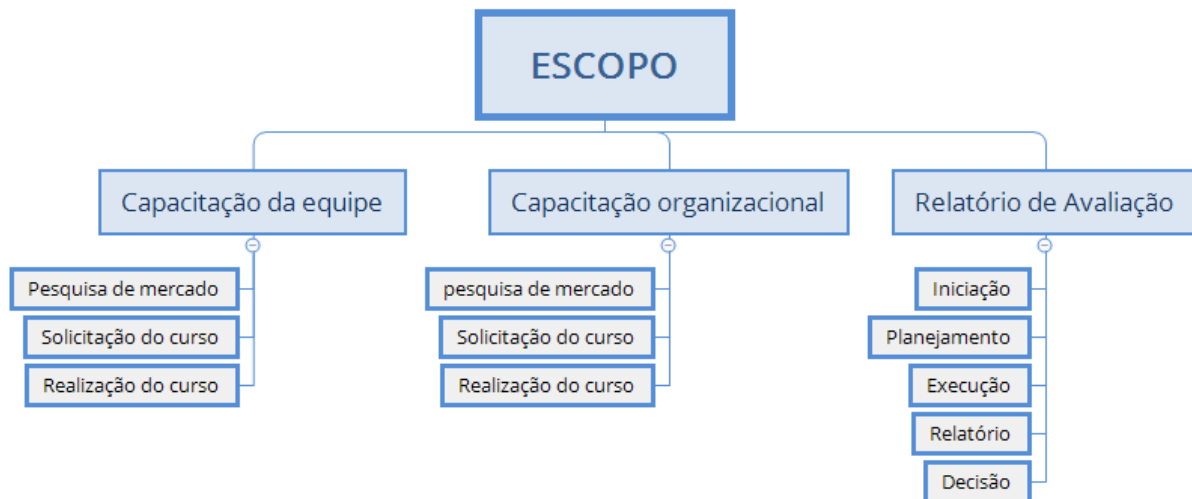 ESCOPO
Capacitação da equipe
Pesquisa de mercado
Solicitação do curso
Realização do curso
Capacitação organizacional
pesquisa de mercado
Solicitação do curso
Realização do curso
Relatório de Avaliação
Iniciação
Planejamento
Execução
Relatório
Decisão